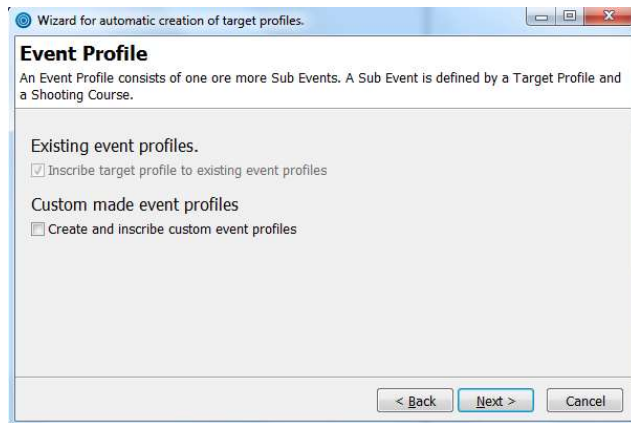 Wizard for automatic creation of target profiles.
Event Profile
An Event Profile consists of one ore more Sub Events. A Sub Event is defined by a Target Profile and
a Shooting Course.
Existing event profiles.
Inscribe target profile to existing event profiles
Custom made event profiles
Create and inscribe custom event profiles
< Back Next > Cancel